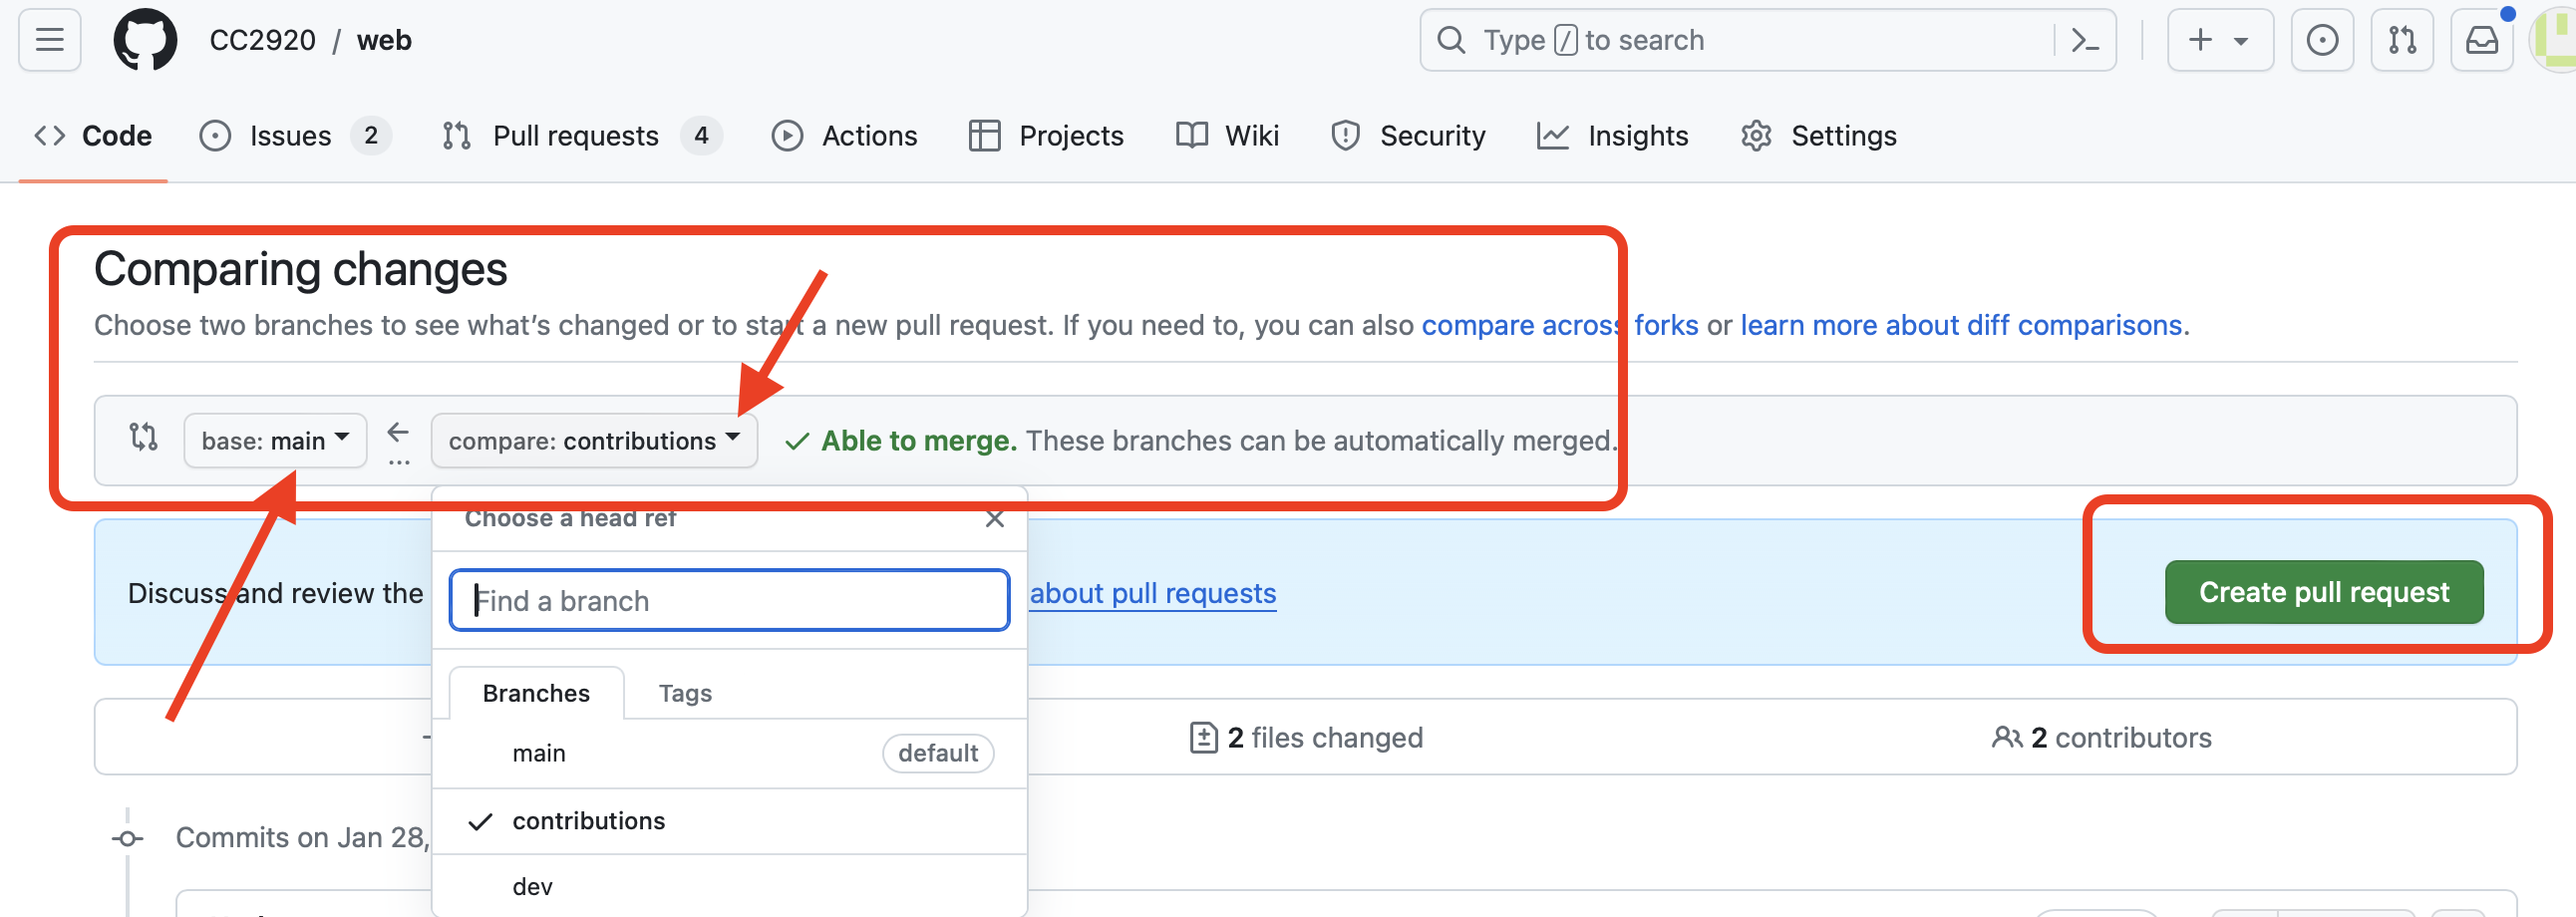 CC2920 / web
Type / to search
Code
Issues 2
Pull requests 4
Actions
Projects
Wiki
Security
Insights
Settings
Comparing changes
Choose two branches to see what’s changed or to start a new pull request. If you need to, you can also compare across forks or learn more about diff comparisons.
base: main
compare: contributions
Able to merge. These branches can be automatically merged.
Choose a head ref
Discuss and review the
about pull requests
Create pull request
Find a branch
Branches
Tags
main default
2 files changed
2 contributors
contributions
Commits on Jan 28,
dev